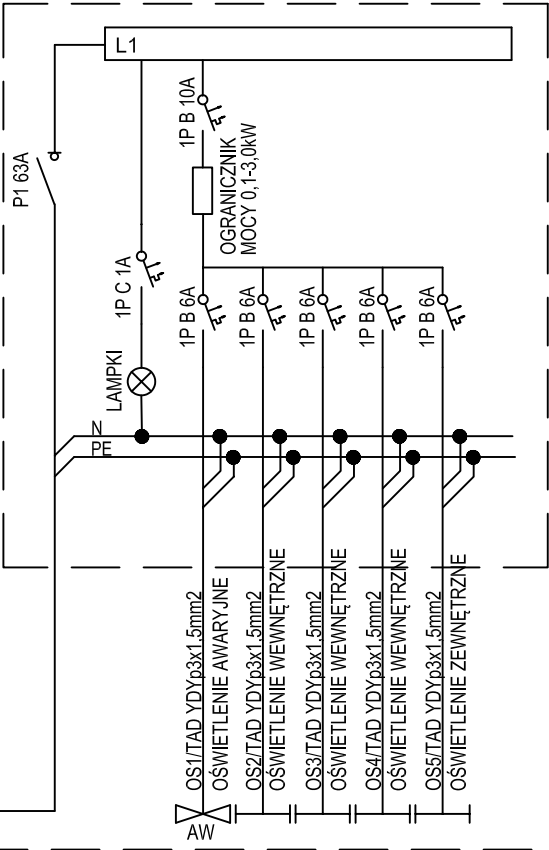 L1
P1 63A
1P B 10A
OGRANICZNIK
MOCY 0,1-3,0kW
1P C 1A
LAMPKI
1P B 6A
1P B 6A
1P B 6A
1P B 6A
1P B 6A
N
PE
OS1/TAD YDYp3x1.5mm2
OŚWIETLENIE AWARYJNE
OS2/TAD YDYp3x1.5mm2
OŚWIETLENIE WEWNĘTRZNE
OS3/TAD YDYp3x1.5mm2
OŚWIETLENIE WEWNĘTRZNE
OS4/TAD YDYp3x1.5mm2
OŚWIETLENIE WEWNĘTRZNE
OS5/TAD YDYp3x1.5mm2
OŚWIETLENIE ZEWNĘTRZNE
AW